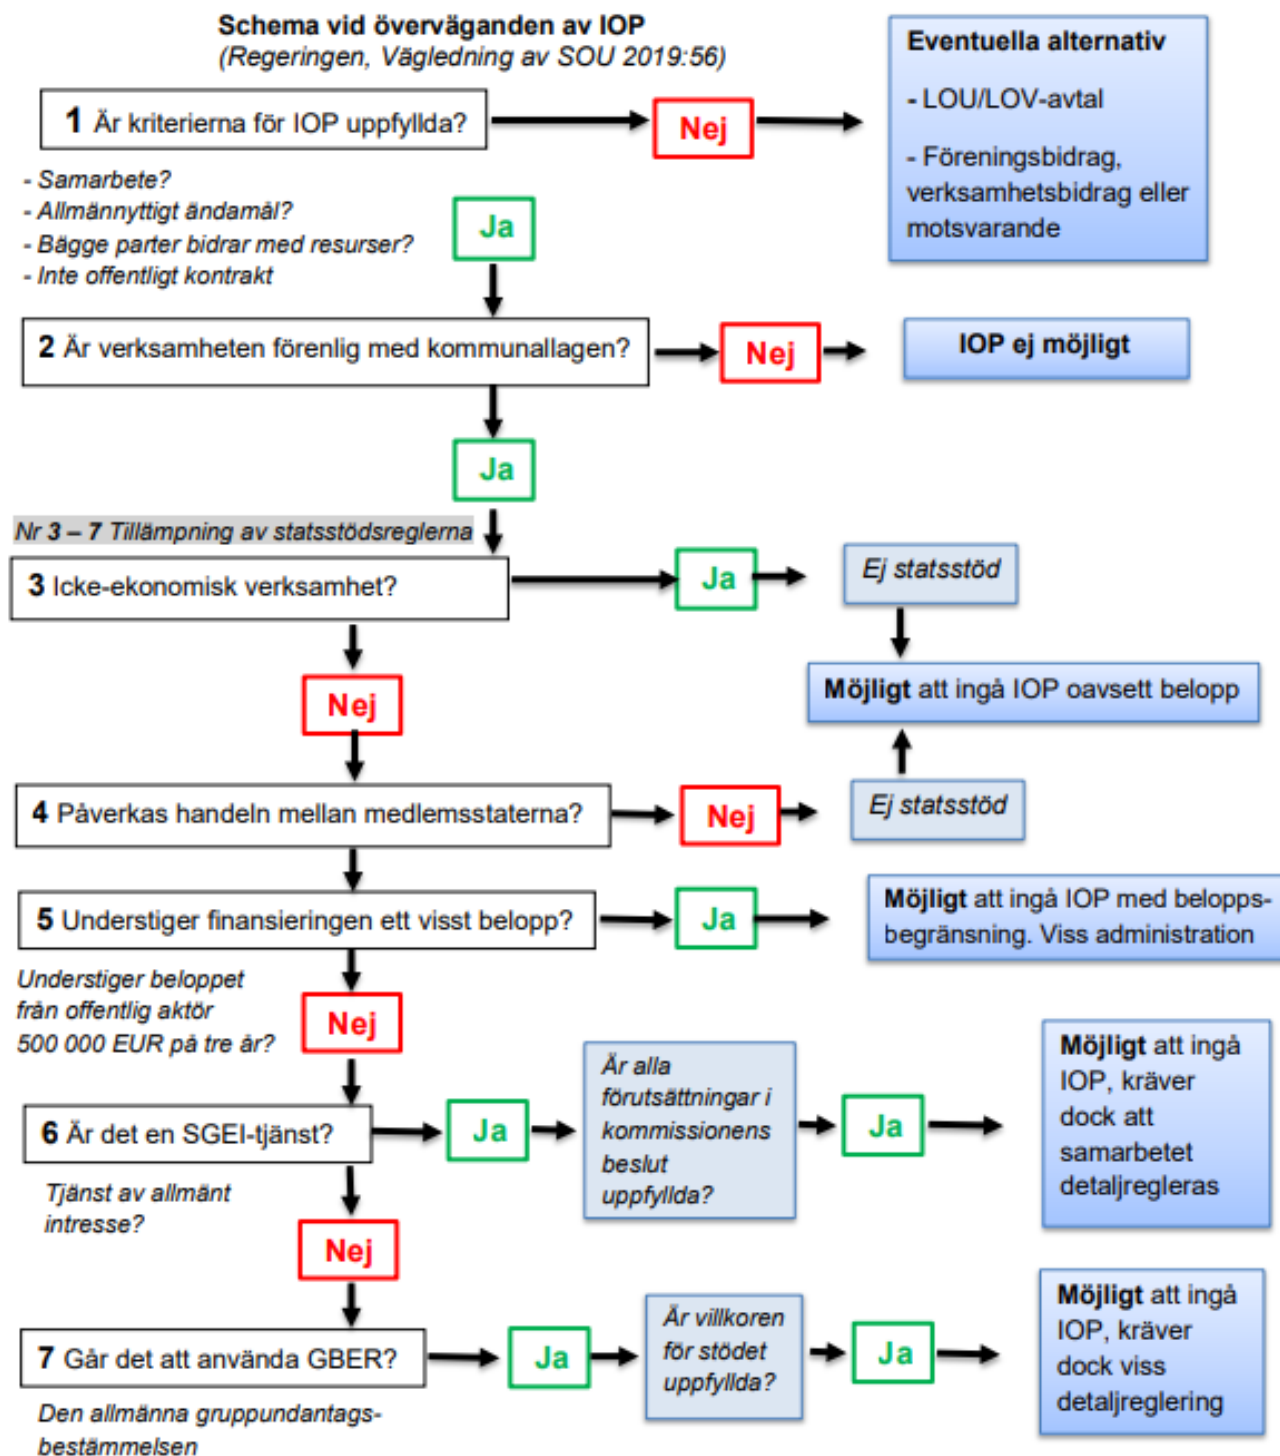 Schema vid överväganden av IOP
(Regeringen, Vägledning av SOU 2019:56)
1 Är kriterierna för IOP uppfyllda?
Nej
Eventuella alternativ
- LOU/LOV-avtal
- Föreningsbidrag,
verksamhetsbidrag eller
motsvarande
- Samarbete?
- Allmännyttigt ändamål?
- Bägge parter bidrar med resurser?
- Inte offentligt kontrakt
Ja
2 Är verksamheten förenlig med kommunallagen?
Nej
IOP ej möjligt
Ja
Nr 3 – 7 Tillämpning av statsstödsreglerna
3 Icke-ekonomisk verksamhet?
Ja
Ej statsstöd
Möjligt att ingå IOP oavsett belopp
Nej
4 Påverkas handeln mellan medlemsstaterna?
Nej
Ej statsstöd
5 Understiger finansieringen ett visst belopp?
Ja
Möjligt att ingå IOP med belopps-
begränsning. Viss administration
Understiger beloppet
från offentlig aktör
500 000 EUR på tre år?
Nej
6 Är det en SGEI-tjänst?
Ja
Är alla
förutsättningar i
kommissionens
beslut
uppfyllda?
Ja
Möjligt att ingå
IOP, kräver
dock att
samarbetet
detaljregleras
Tjänst av allmänt
intresse?
Nej
7 Går det att använda GBER?
Ja
Är villkoren
för stödet
uppfyllda?
Ja
Möjligt att ingå
IOP, kräver
dock viss
detaljreglering
Den allmänna gruppundantags-
bestämmelsen